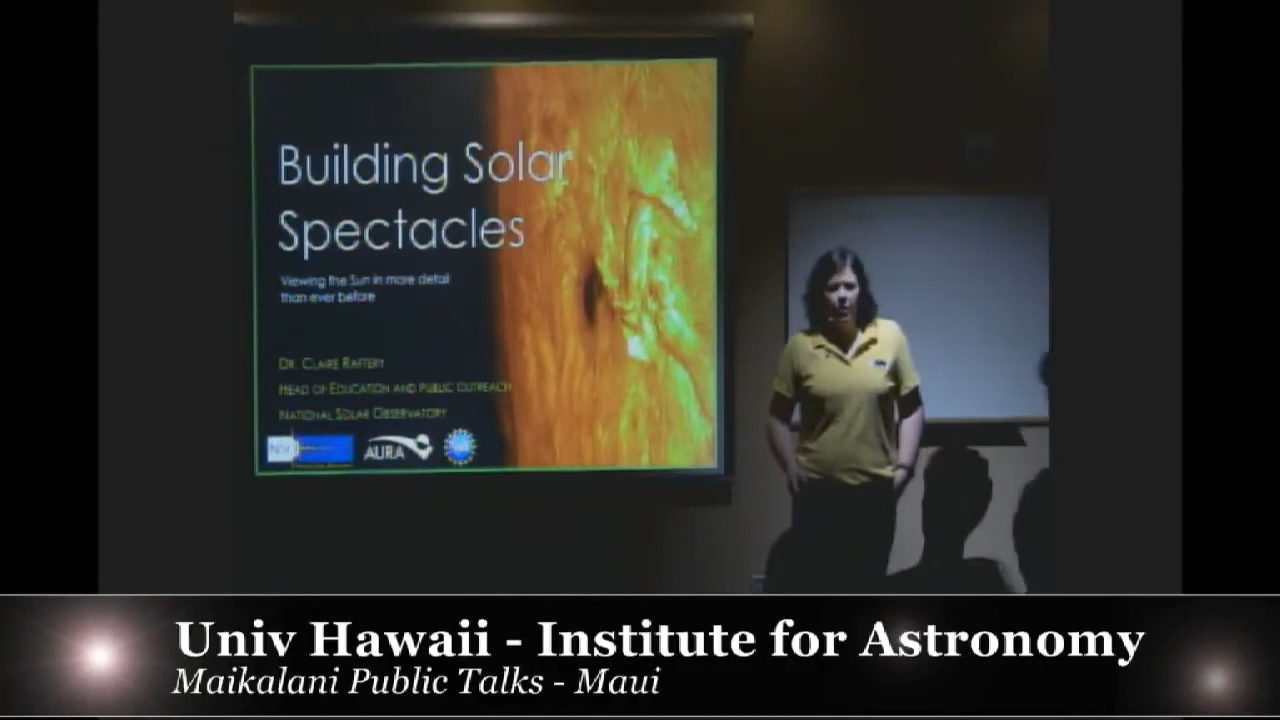 Building Solar
Spectacles
Viewing the Sun in more detail
than ever before
DR. CLAIRE RAFTERY
HEAD OF EDUCATION AND PUBLIC OUTREACH
NATIONAL SOLAR OBSERVATORY
AURA
Univ Hawaii - Institute for Astronomy
Maikalani Public Talks - Maui